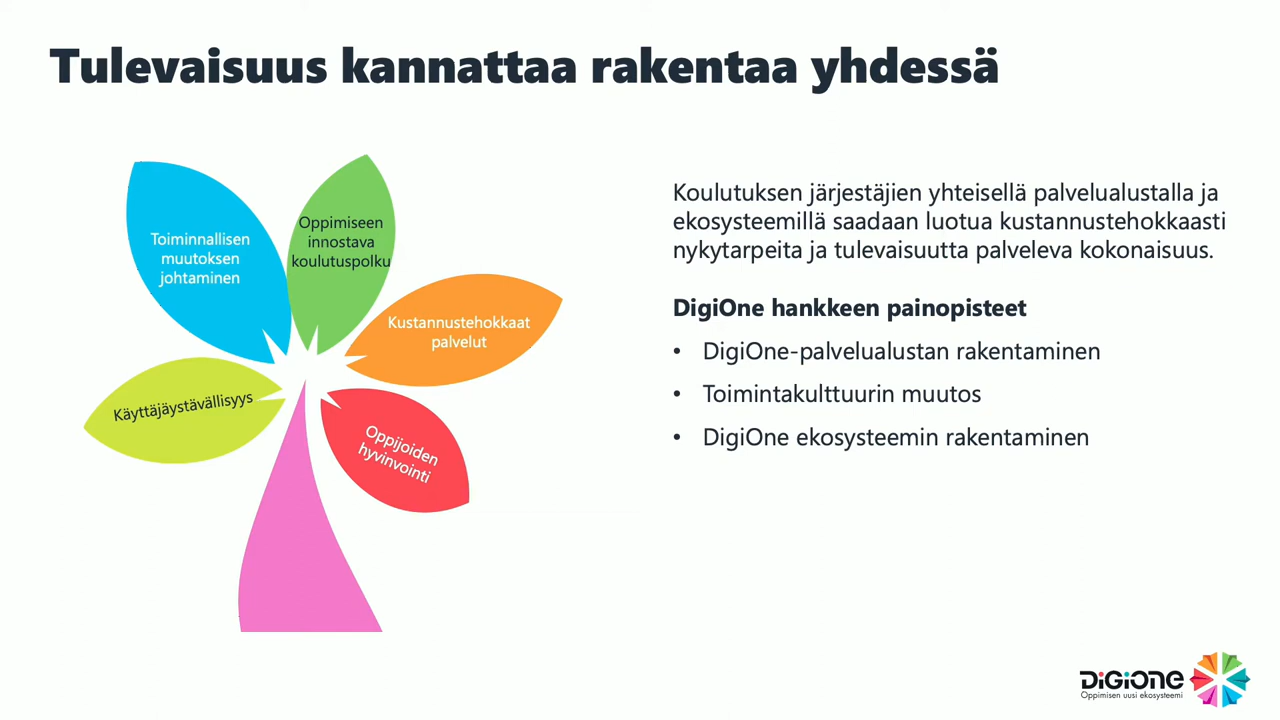 Tulevaisuus kannattaa rakentaa yhdessä
Toiminnallisen
muutoksen
johtaminen
Oppimiseen
innostava
koulutuspolku
Kustannustehokkaat
palvelut
Käyttäjäystävällisyys
Oppijoiden
hyvinvointi
Koulutuksen järjestäjien yhteisellä palvelualustalla ja
ekosysteemillä saadaan luotua kustannustehokkaasti
nykytarpeita ja tulevaisuutta palveleva kokonaisuus.
DigiOne hankkeen painopisteet
• DigiOne-palvelualustan rakentaminen
• Toimintakulttuurin muutos
• DigiOne ekosysteemin rakentaminen
DIGIONE
Oppimisen uusi ekosysteemi